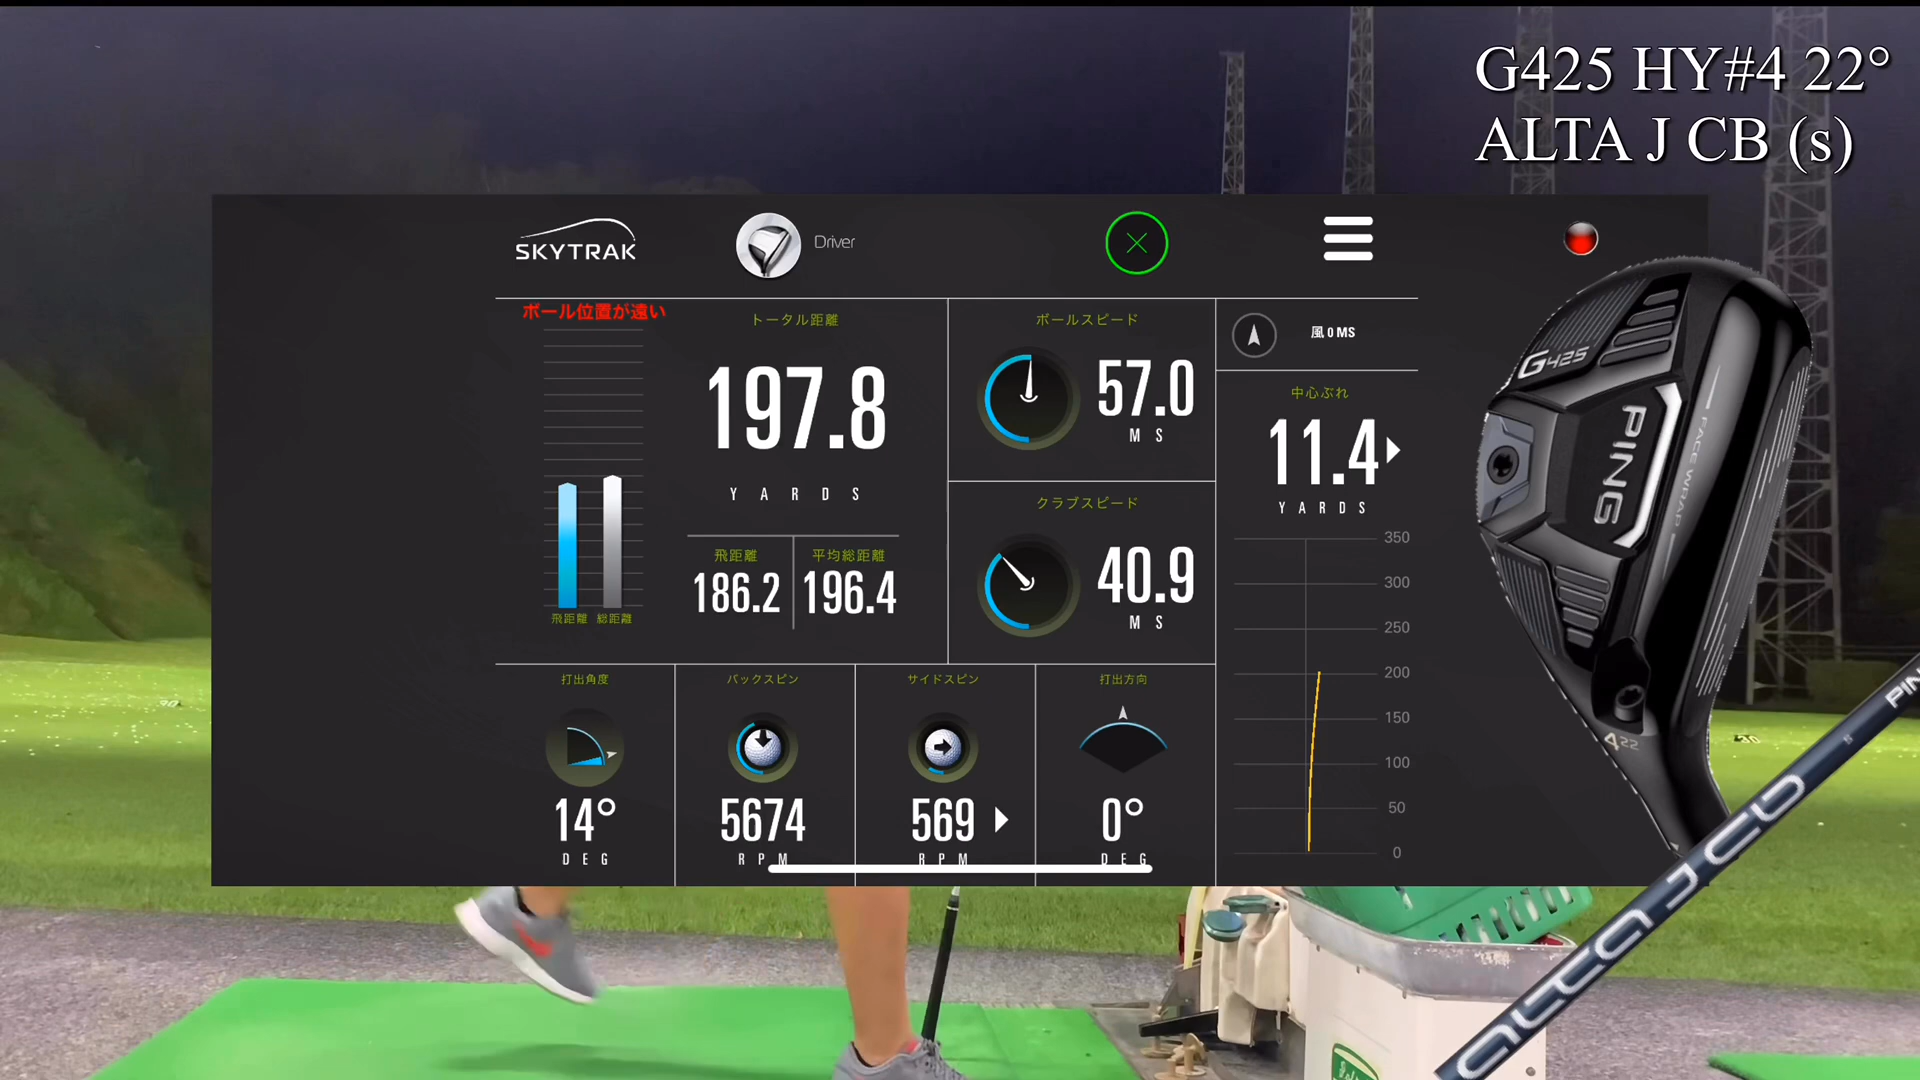 G425 HY#4 22°
ALTA J CB (s)
SKYTRAK
Driver
ボール位置が遠い
トータル距離
197.8
YARDS
飛距離
186.2
平均総距離
196.4
飛距離 総距離
ボールスピード
57.0
MS
クラブスピード
40.9
MS
風 0 MS
中心ぶれ
11.4
YARDS
350
300
250
200
150
100
50
0
打出角度
14°
DEG
バックスピン
5674
RPM
サイドスピン
569
RPM
打出方向
0°
DEG
G425
PING
FACE WRAP
4 22
PIN
ALTA J CB